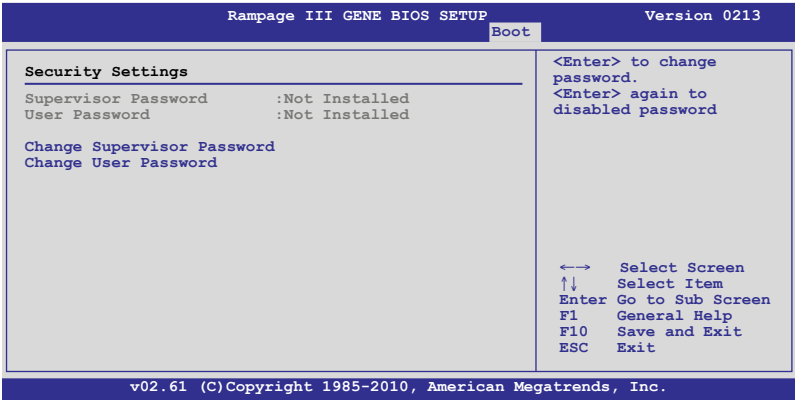 Rampage III GENE BIOS SETUP Version 0213
Boot
Security Settings
Supervisor Password :Not Installed
User Password :Not Installed
Change Supervisor Password
Change User Password
<Enter> to change
password.
<Enter> again to
disabled password
←→ Select Screen
↑↓ Select Item
Enter Go to Sub Screen
F1 General Help
F10 Save and Exit
ESC Exit
v02.61 (C)Copyright 1985-2010, American Megatrends, Inc.